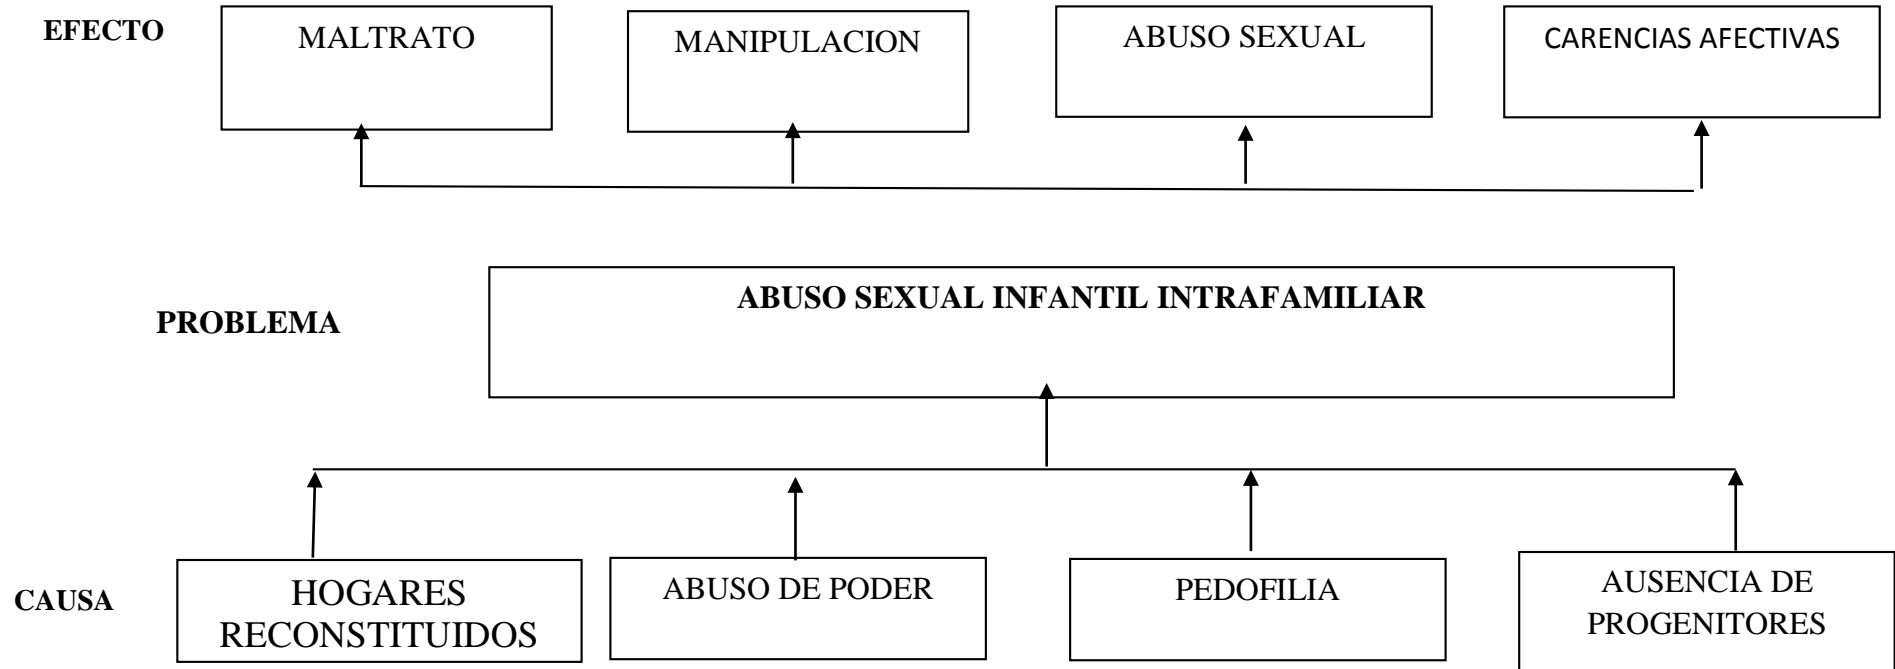 EFECTO
MALTRATO
MANIPULACION
ABUSO SEXUAL
CARENCIAS AFECTIVAS
PROBLEMA
ABUSO SEXUAL INFANTIL INTRAFAMILIAR
CAUSA
HOGARES
RECONSTITUIDOS
ABUSO DE PODER
PEDOFILIA
AUSENCIA DE
PROGENITORES